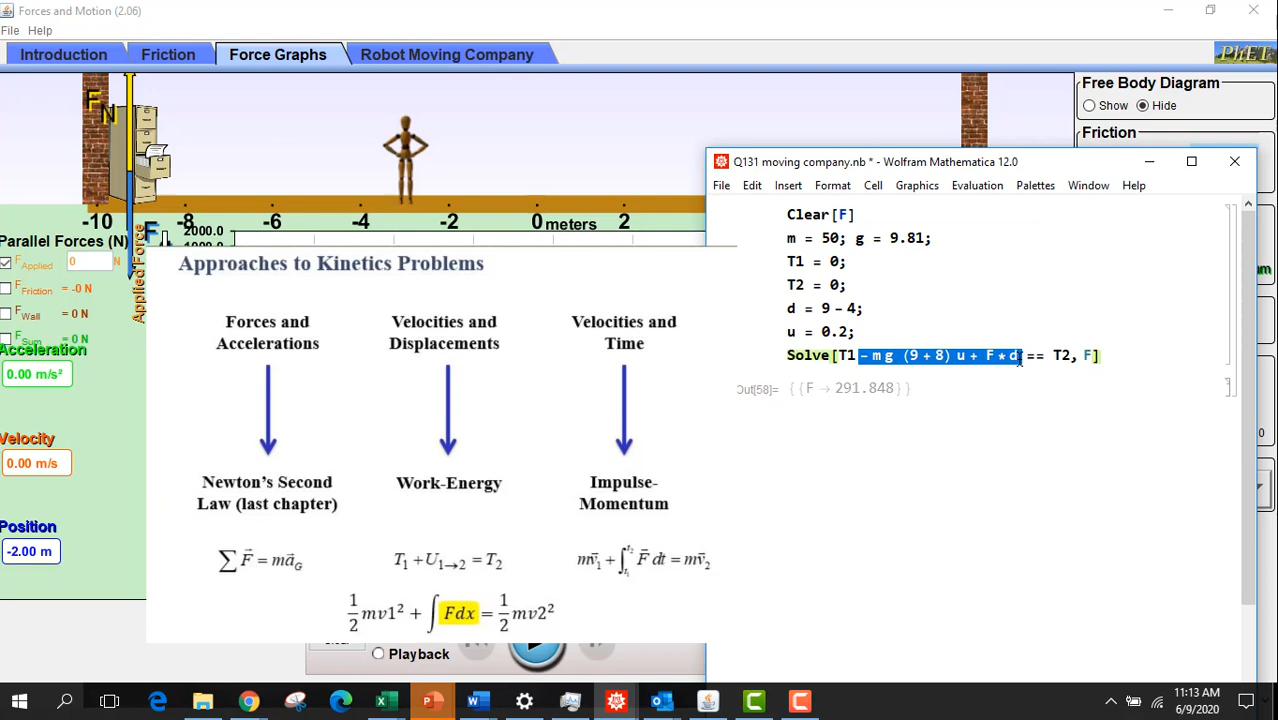 Forces and Motion (2.06)
File Help
Introduction Friction Force Graphs Robot Moving Company
PhET
Free Body Diagram
Show Hide
Friction
F N
-10 -8 -6 -4 -2 0 meters 2
Parallel Forces (N)
F Applied 0 N
F Friction = -0 N
F Wall = 0 N
F Sum = 0 N
Applied Force
2000.0
Acceleration
0.00 m/s²
Velocity
0.00 m/s
Position
-2.00 m
Playback
Approaches to Kinetics Problems
Forces and Accelerations
Velocities and Displacements
Velocities and Time
Newton's Second Law (last chapter)
Work-Energy
Impulse-Momentum
∑F⃗ = ma⃗G
T1 + U1→2 = T2
mv̄1 + ∫t1t2 F̄ dt = mv̄2
1/2 mv1² + ∫ Fdx = 1/2 mv2²
Q131 moving company.nb * - Wolfram Mathematica 12.0
File Edit Insert Format Cell Graphics Evaluation Palettes Window Help
Clear[F]
m = 50; g = 9.81;
T1 = 0;
T2 = 0;
d = 9 - 4;
u = 0.2;
Solve[T1 - m g (9 + 8) u + F * d == T2, F]
Out[58]= {{F → 291.848}}
11:13 AM
6/9/2020